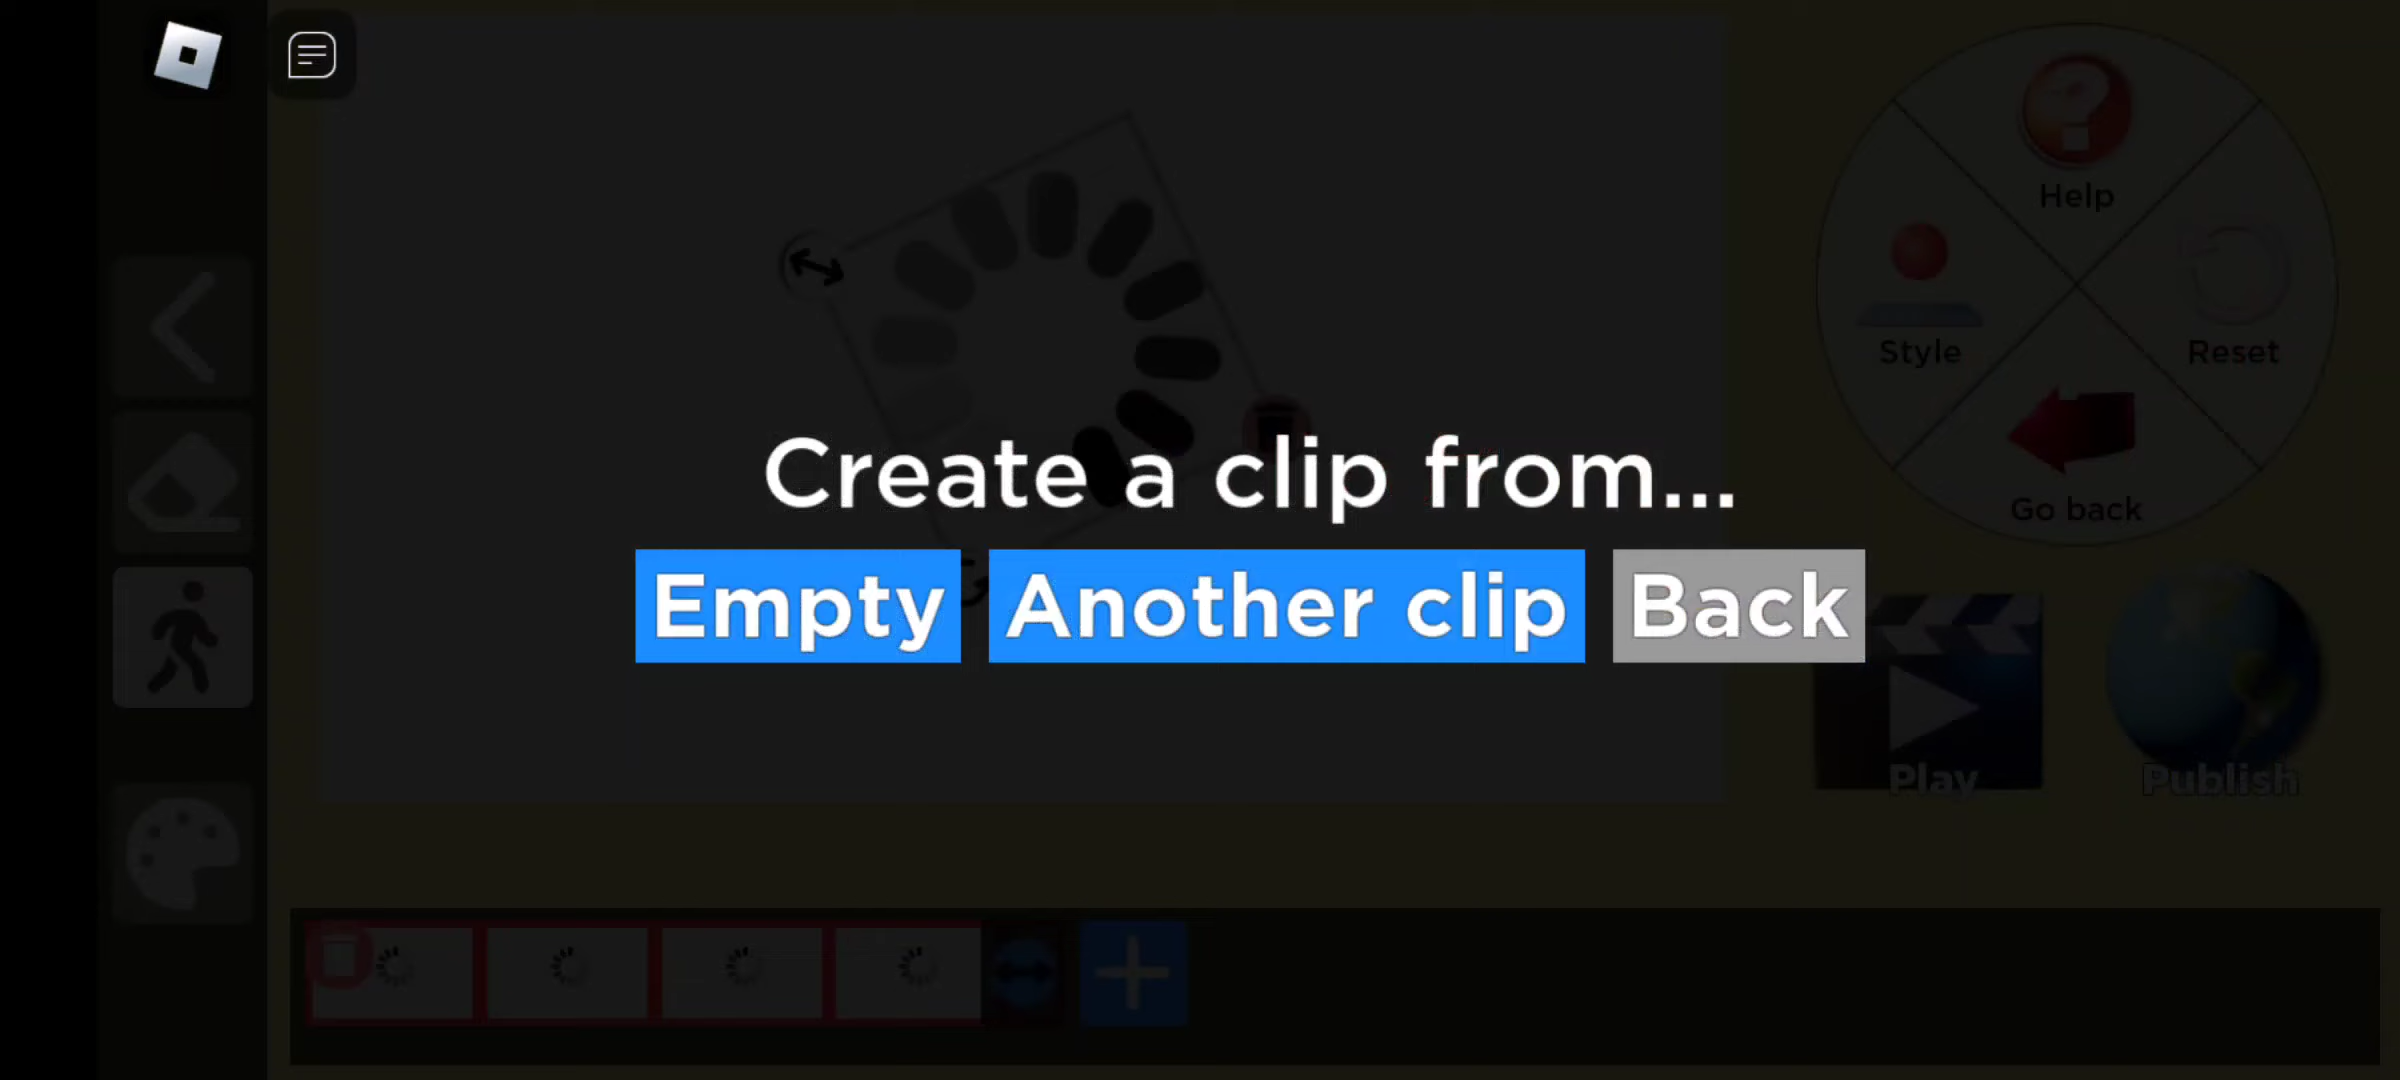 Help
Style
Reset
Go back
Create a clip from...
Empty
Another clip
Back
Play
Publish